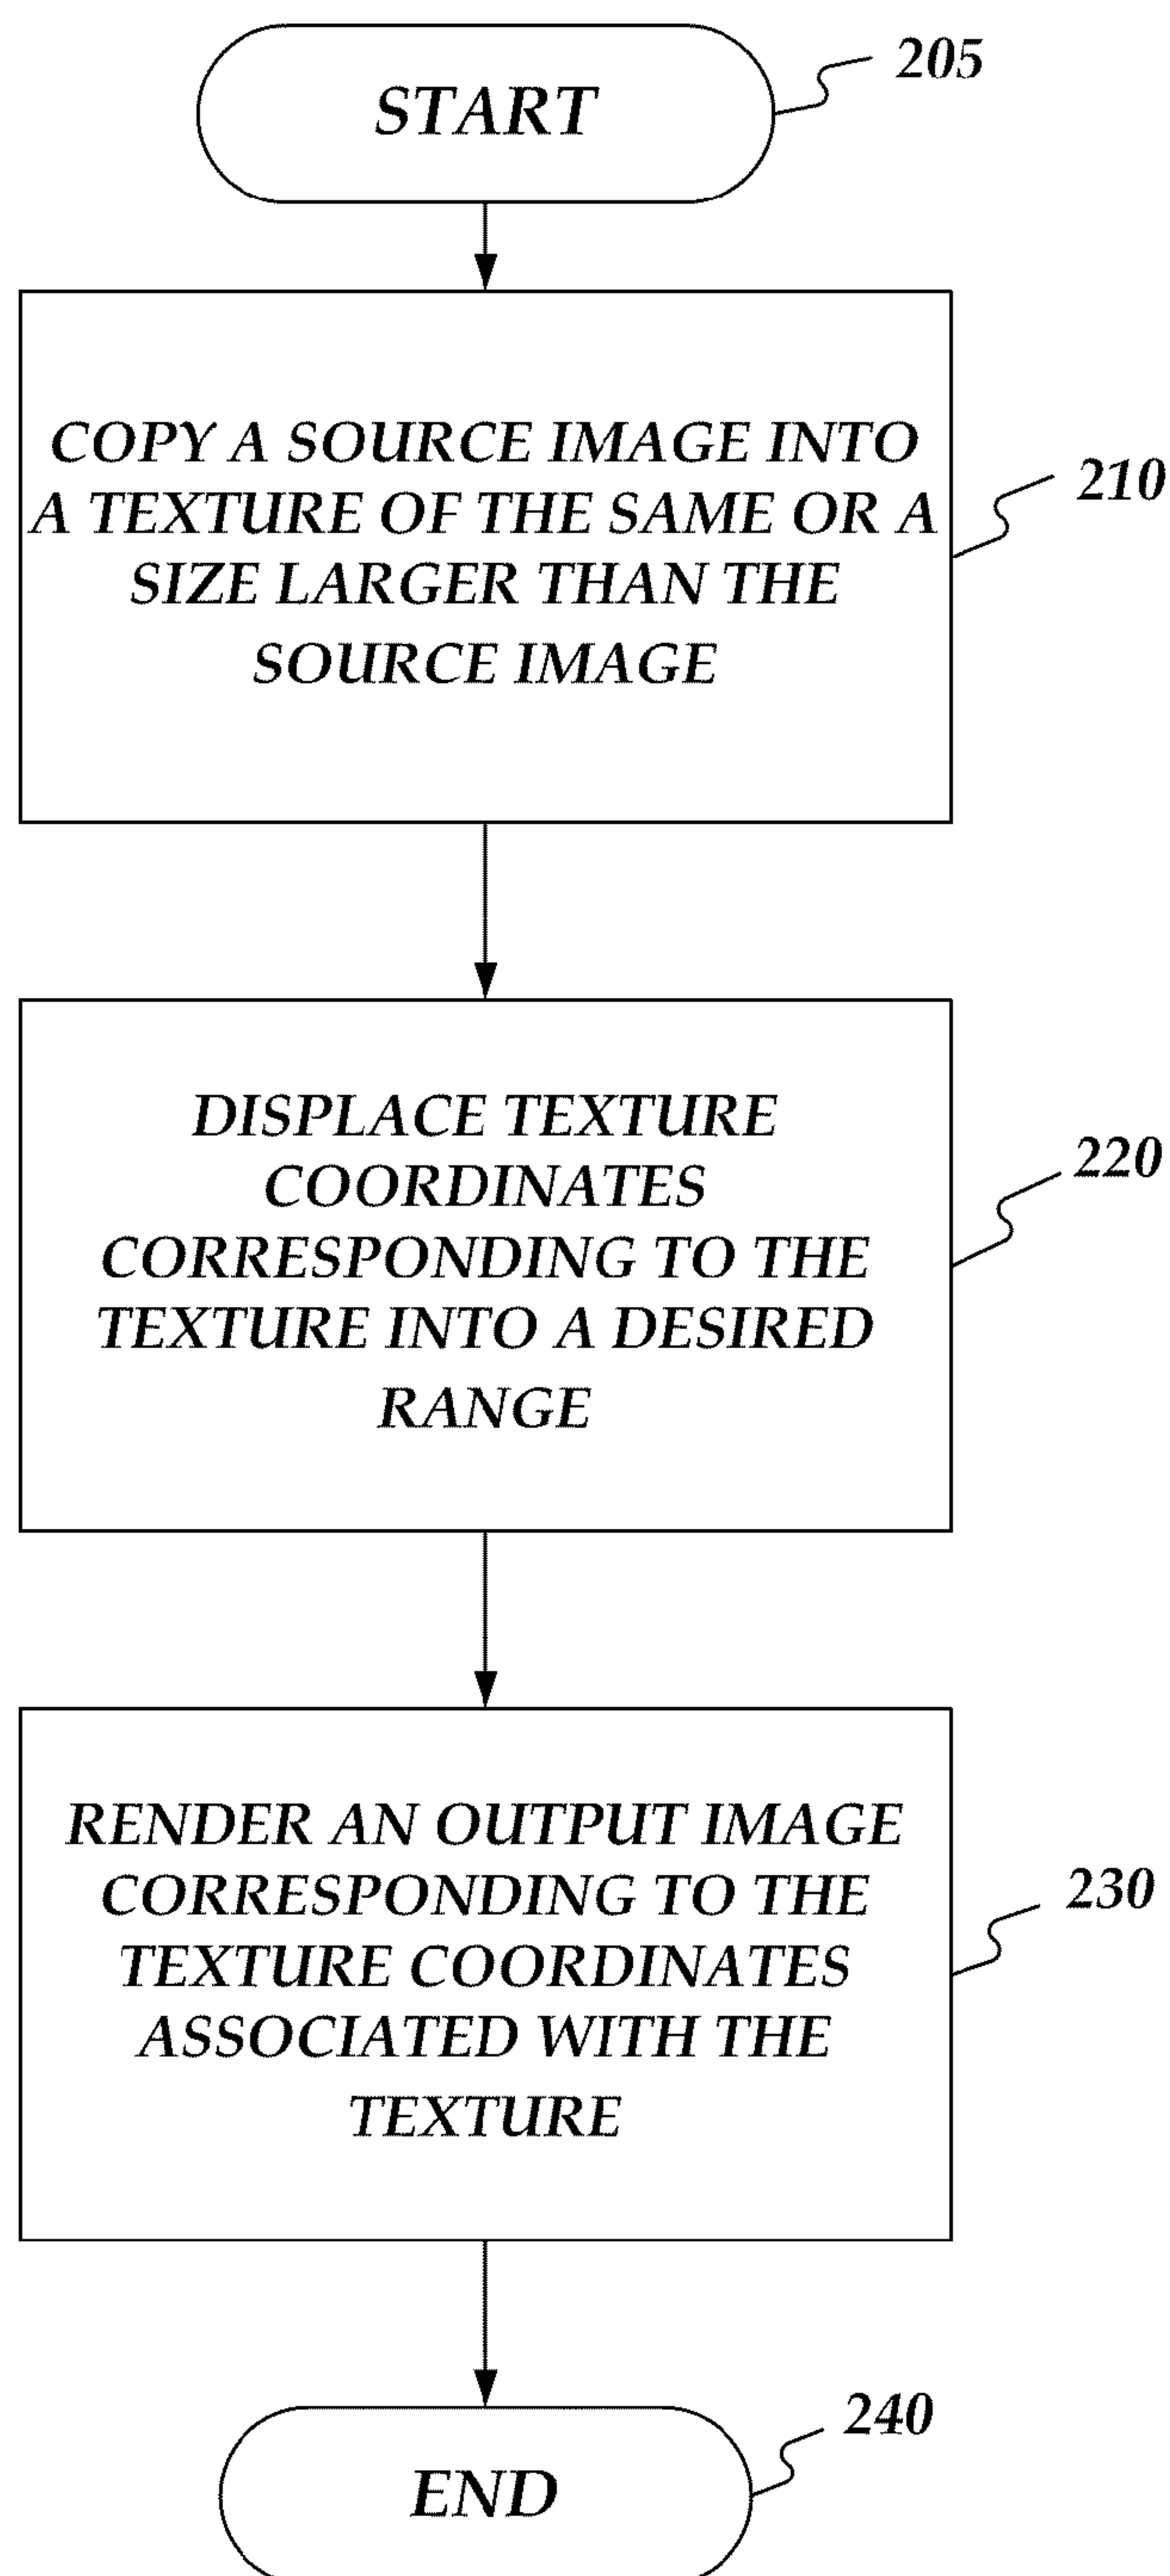 START
205
COPY A SOURCE IMAGE INTO
A TEXTURE OF THE SAME OR A
SIZE LARGER THAN THE
SOURCE IMAGE
210
DISPLACE TEXTURE
COORDINATES
CORRESPONDING TO THE
TEXTURE INTO A DESIRED
RANGE
220
RENDER AN OUTPUT IMAGE
CORRESPONDING TO THE
TEXTURE COORDINATES
ASSOCIATED WITH THE
TEXTURE
230
END
240